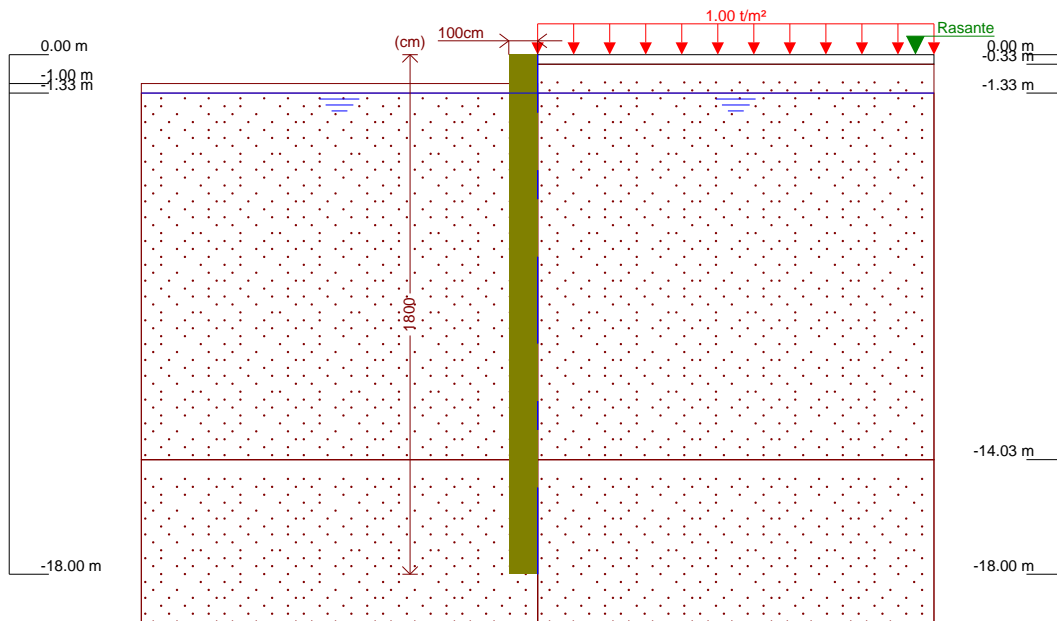 1.00 t/m²
Rasante
100cm
(cm)
0.00 m
-1.00 m
-1.33 m
0.00 m
-0.33 m
-1.33 m
1800
-14.03 m
-18.00 m
-18.00 m